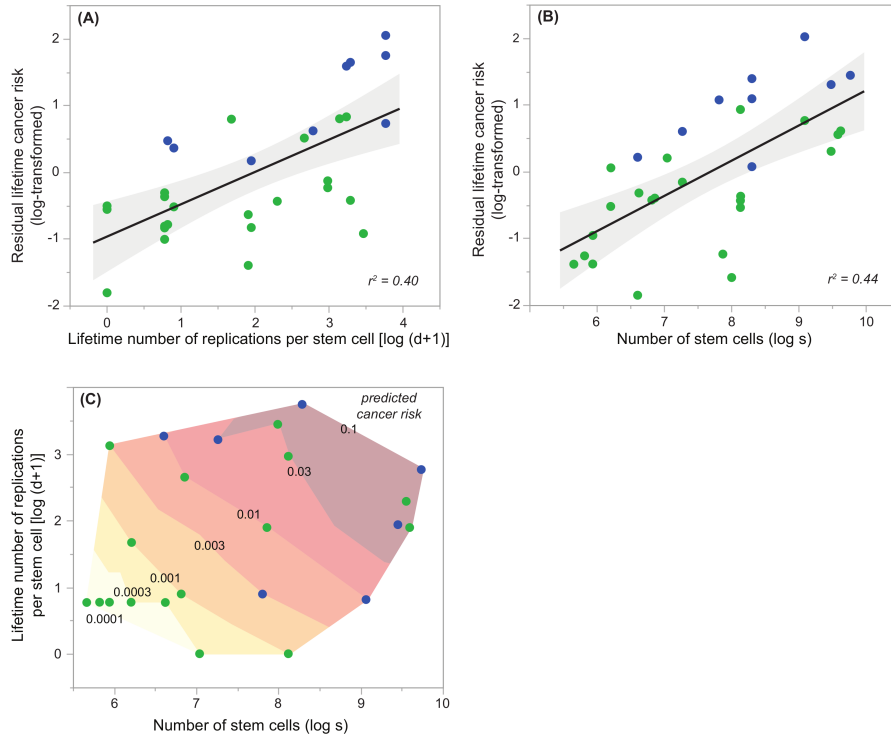 (A)
Residual lifetime cancer risk
(log-transformed)
2
1
0
-1
-2
r² = 0.40
0
1
2
3
4
Lifetime number of replications per stem cell [log (d+1)]
(B)
Residual lifetime cancer risk
(log-transformed)
2
1
0
-1
-2
r² = 0.44
6
7
8
9
10
Number of stem cells (log s)
(C)
predicted
cancer risk
Lifetime number of replications
per stem cell [log (d+1)]
3
2
1
0
0.1
0.03
0.01
0.003
0.001
0.0003
0.0001
6
7
8
9
10
Number of stem cells (log s)